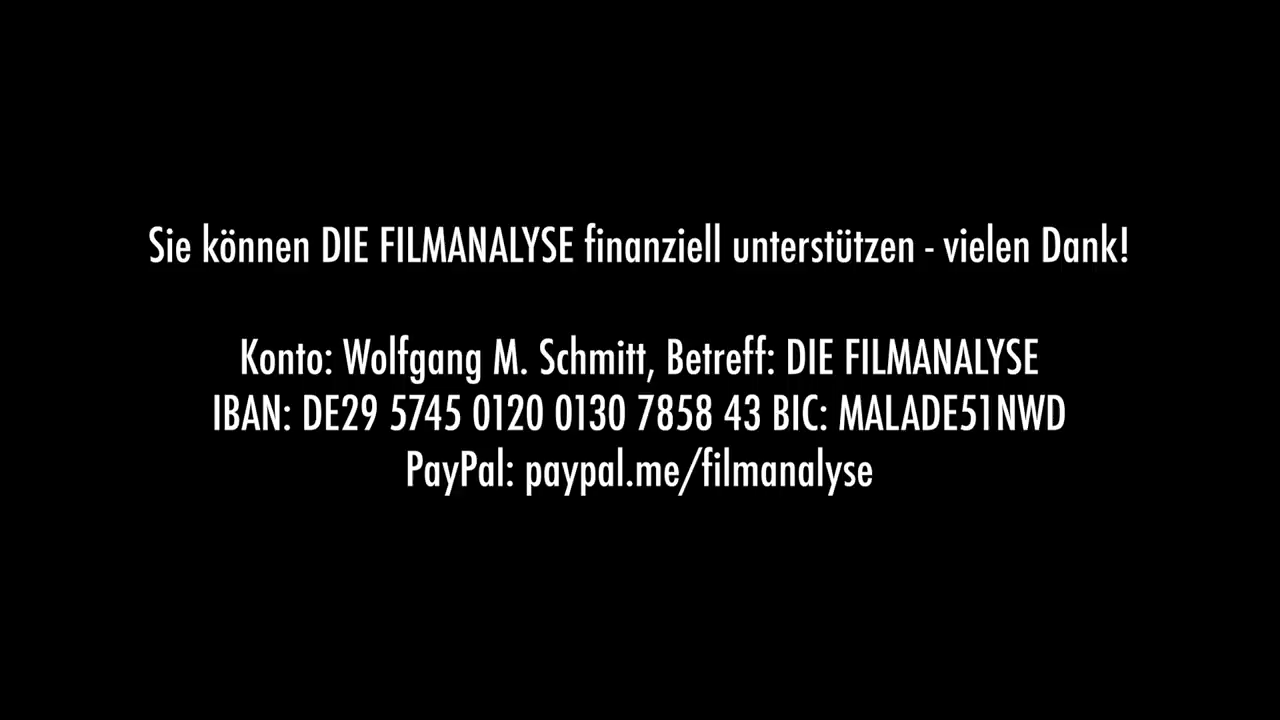 Sie können DIE FILMANALYSE finanziell unterstützen - vielen Dank!
Konto: Wolfgang M. Schmitt, Betreff: DIE FILMANALYSE
IBAN: DE29 5745 0120 0130 7858 43 BIC: MALADE51NWD
PayPal: paypal.me/filmanalyse